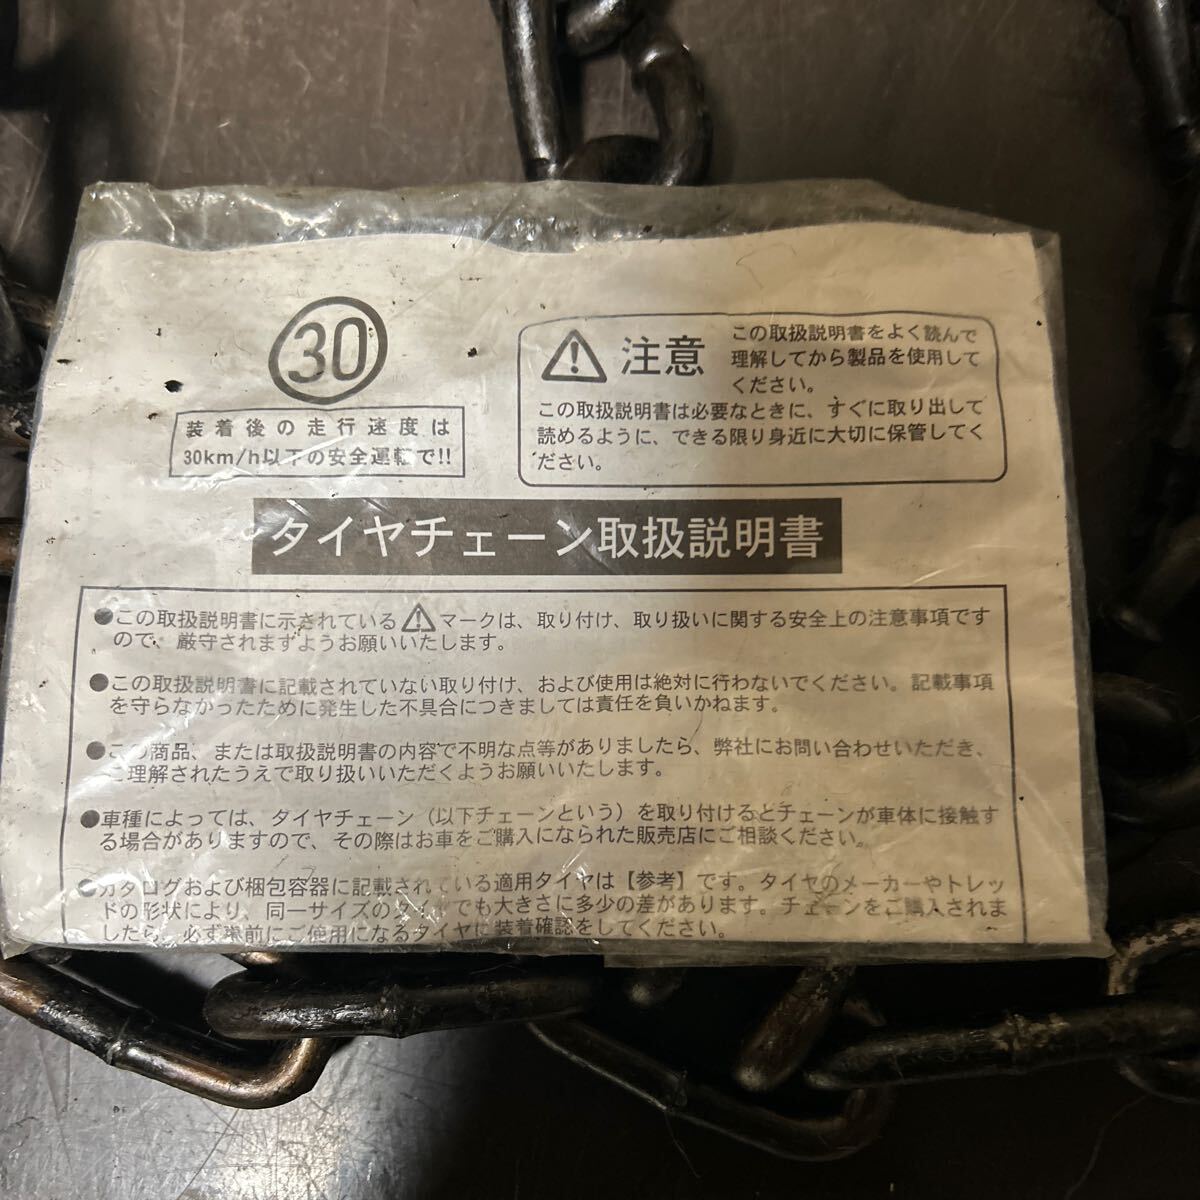 30
装着後の走行速度は
30km/h以下の安全運転で!!
注意
この取扱説明書をよく読んで
理解してから製品を使用して
ください。
この取扱説明書は必要なときに、すぐに取り出して
読めるように、できる限り身近に大切に保管してく
ださい。
タイヤチェーン取扱説明書
●この取扱説明書に示されている⚠マークは、取り付け、取り扱いに関する安全上の注意事項です
ので、厳守されますようお願いいたします。
●この取扱説明書に記載されていない取り付け、および使用は絶対に行わないでください。記載事項
を守らなかったために発生した不具合につきましては責任を負いかねます。
●この商品、または取扱説明書の内容で不明な点等がありましたら、弊社にお問い合わせいただき、
ご理解されたうえで取り扱いいただくようお願いいたします。
●車種によっては、タイヤチェーン（以下チェーンという）を取り付けるとチェーンが車体に接触す
る場合がありますので、その際はお車をご購入になられた販売店にご相談ください。
●カタログおよび梱包容器に記載されている適用タイヤは【参考】です。タイヤのメーカーやトレッ
ドの形状により、同一サイズのタイヤでも大きさに多少の差があります。チェーンをご購入されま
したら、必ず事前にご使用になるタイヤに装着確認をしてください。